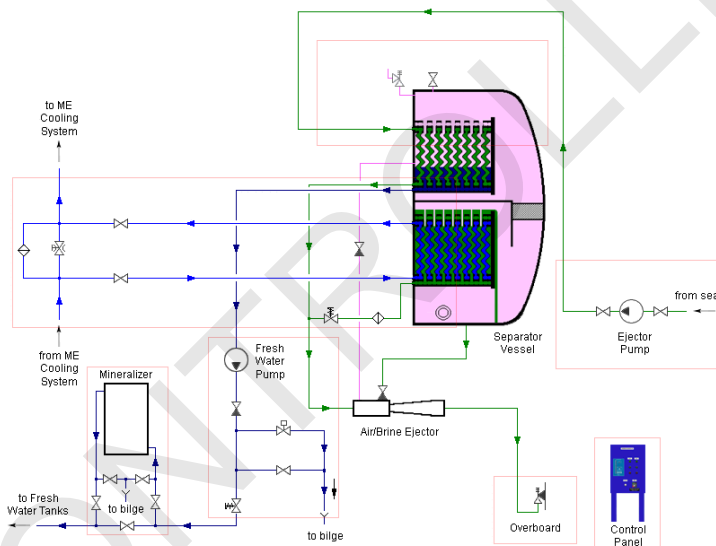 to ME
Cooling
System
from sea
Separator
Vessel
Ejector
Pump
from ME
Cooling
System
Fresh
Water
Pump
Mineralizer
Air/Brine Ejector
to Fresh
Water Tanks
to bilge
to bilge
Overboard
Control
Panel
ONTROLL